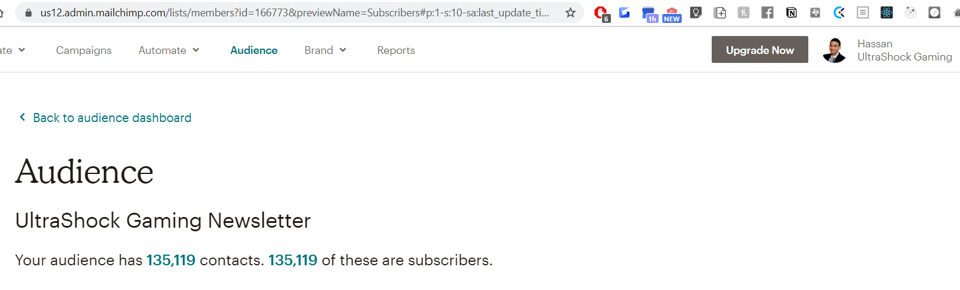 us12.admin.mailchimp.com/lists/members?id=166773&previewName=Subscribers#p:1-s:10-sa:last_update_ti...
6
1h
NEW
ate Campaigns Automate Audience Brand Reports Upgrade Now
Hassan
UltraShock Gaming
Back to audience dashboard
Audience
UltraShock Gaming Newsletter
Your audience has 135,119 contacts. 135,119 of these are subscribers.